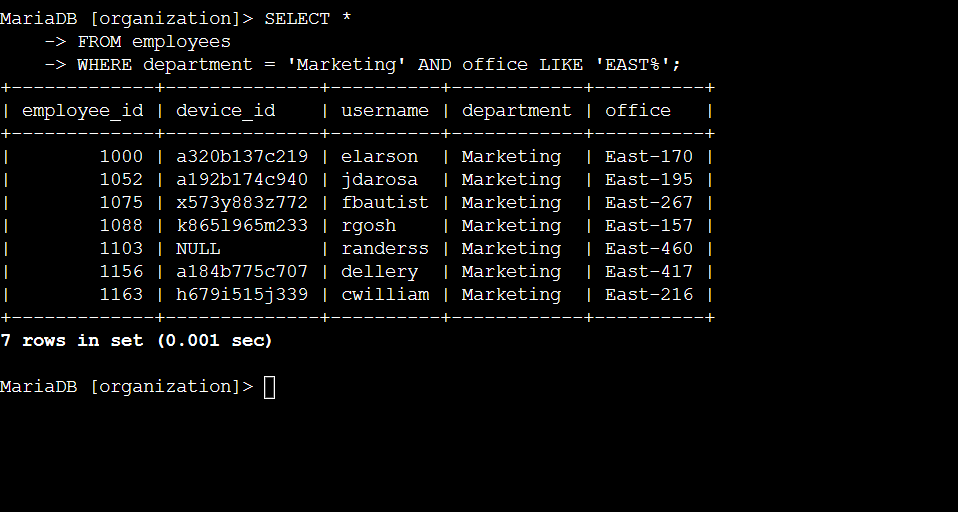 MariaDB [organization]> SELECT *
    -> FROM employees
    -> WHERE department = 'Marketing' AND office LIKE 'EAST%';
+-------------+--------------+----------+------------+----------+
| employee_id | device_id    | username | department | office   |
+-------------+--------------+----------+------------+----------+
|        1000 | a320b137c219 | elarson  | Marketing  | East-170 |
|        1052 | a192b174c940 | jdarosa  | Marketing  | East-195 |
|        1075 | x573y883z772 | fbautist | Marketing  | East-267 |
|        1088 | k865l965m233 | rgosh    | Marketing  | East-157 |
|        1103 | NULL         | randerss | Marketing  | East-460 |
|        1156 | a184b775c707 | dellery  | Marketing  | East-417 |
|        1163 | h679i515j339 | cwilliam | Marketing  | East-216 |
+-------------+--------------+----------+------------+----------+
7 rows in set (0.001 sec)
MariaDB [organization]>